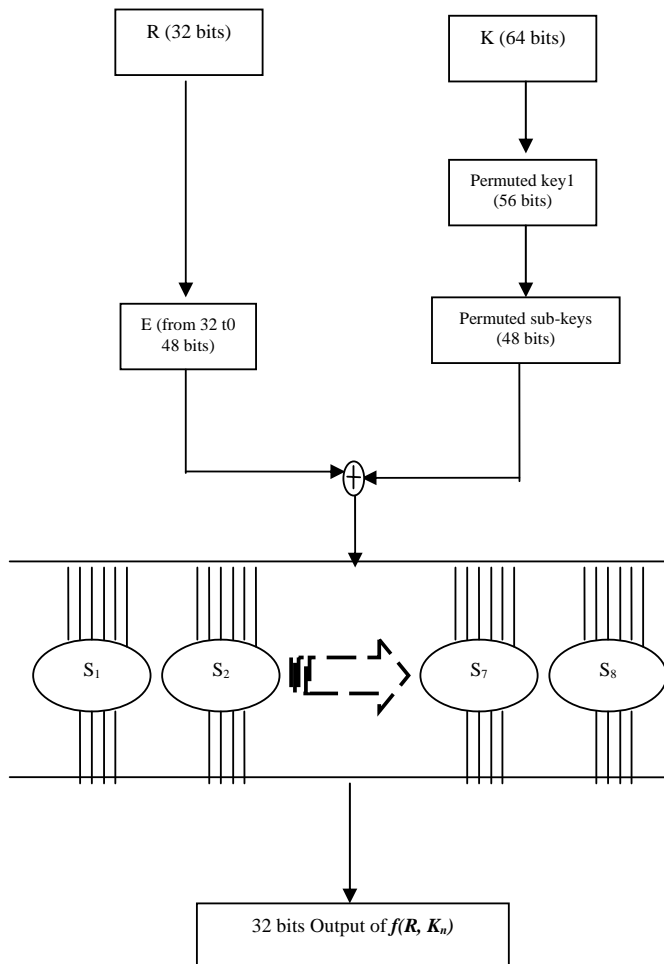 R (32 bits)
K (64 bits)
Permuted key1
(56 bits)
E (from 32 t0
48 bits)
Permuted sub-keys
(48 bits)
+
S₁
S₂
S₇
S₈
32 bits Output of f(R, Kₙ)